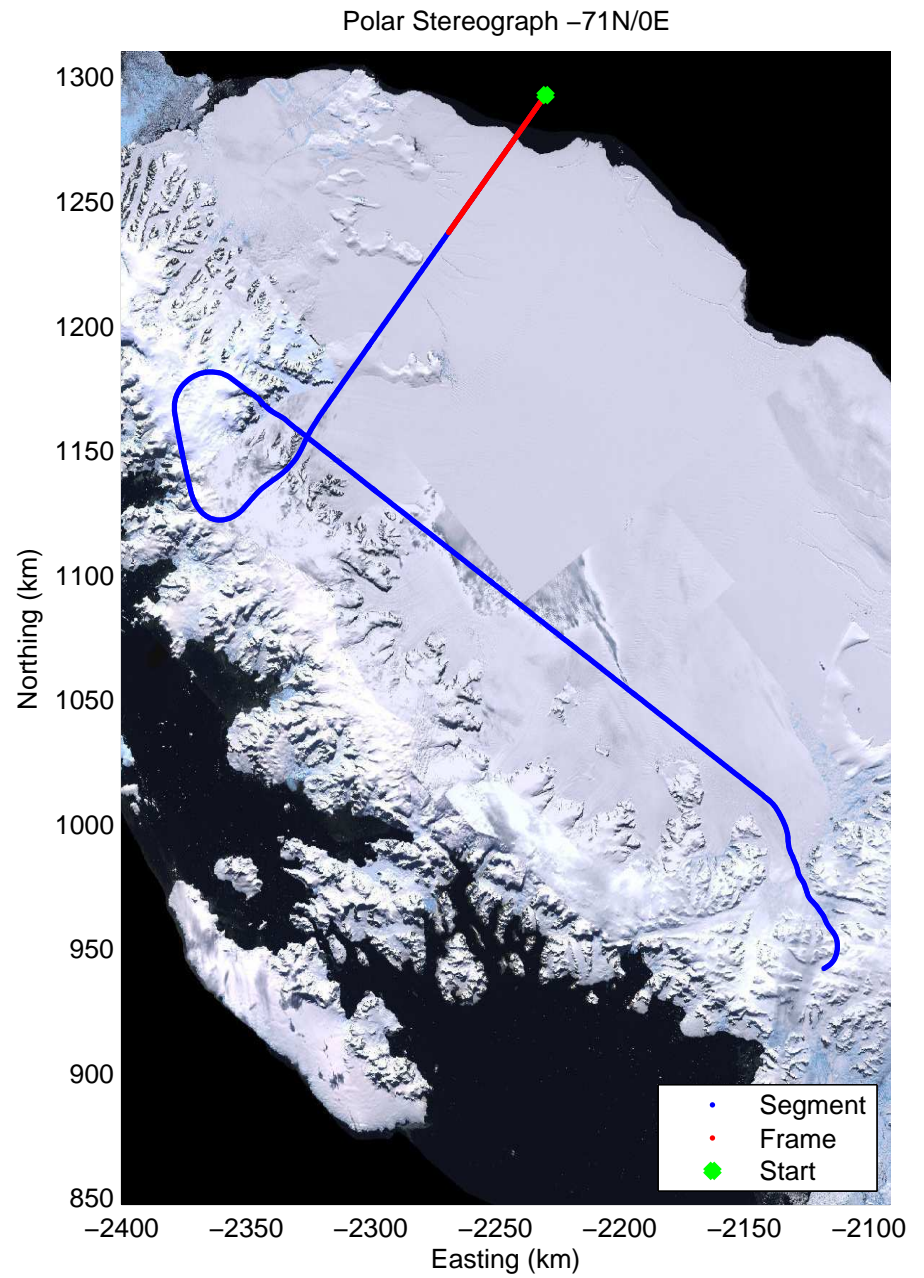 Polar Stereograph −71N/0E
1300
1250
1200
1150
1100
1050
1000
950
900
850
Northing (km)
−2400 −2350 −2300 −2250 −2200 −2150 −2100
Easting (km)
Segment
Frame
Start